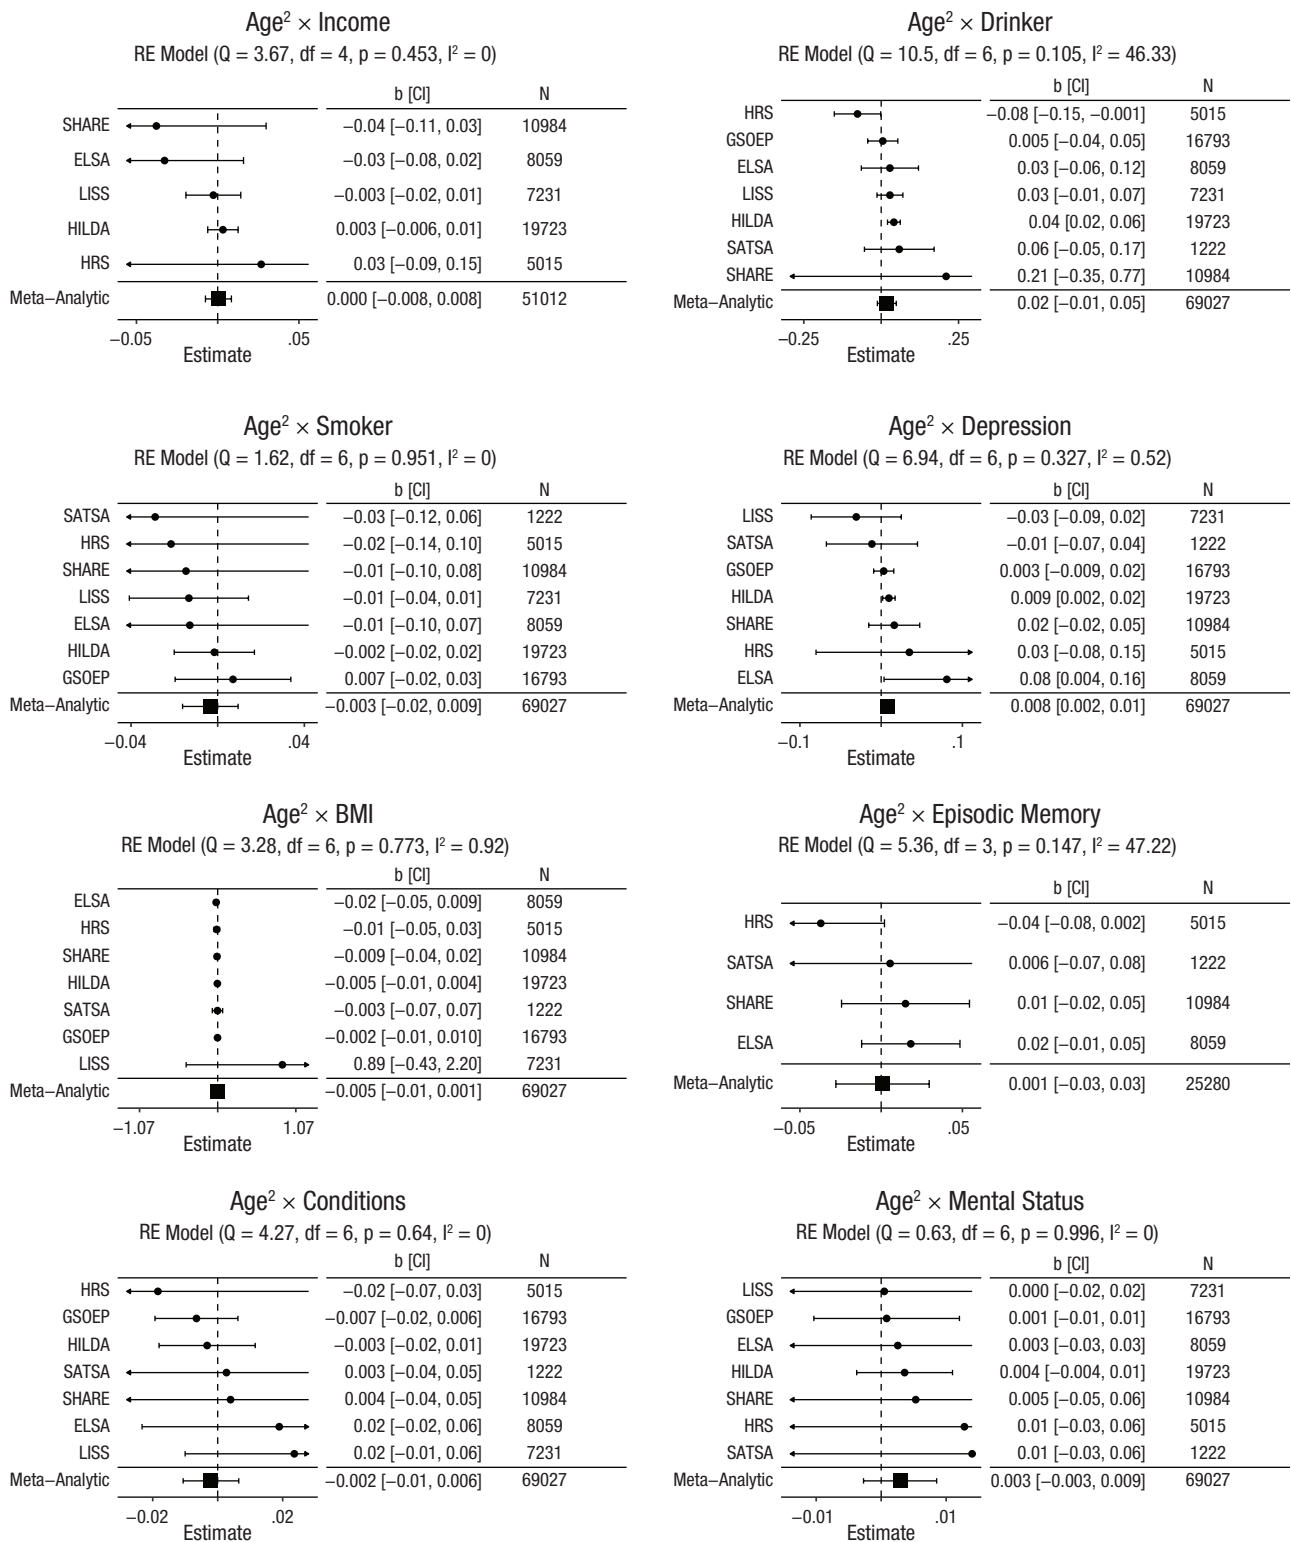 Age² × Income
RE Model (Q = 3.67, df = 4, p = 0.453, I² = 0)
b [CI] N
SHARE −0.04 [−0.11, 0.03] 10984
ELSA −0.03 [−0.08, 0.02] 8059
LISS −0.003 [−0.02, 0.01] 7231
HILDA 0.003 [−0.006, 0.01] 19723
HRS 0.03 [−0.09, 0.15] 5015
Meta−Analytic 0.000 [−0.008, 0.008] 51012
−0.05 .05
Estimate
Age² × Drinker
RE Model (Q = 10.5, df = 6, p = 0.105, I² = 46.33)
b [CI] N
HRS −0.08 [−0.15, −0.001] 5015
GSOEP 0.005 [−0.04, 0.05] 16793
ELSA 0.03 [−0.06, 0.12] 8059
LISS 0.03 [−0.01, 0.07] 7231
HILDA 0.04 [0.02, 0.06] 19723
SATSA 0.06 [−0.05, 0.17] 1222
SHARE 0.21 [−0.35, 0.77] 10984
Meta−Analytic 0.02 [−0.01, 0.05] 69027
−0.25 .25
Estimate
Age² × Smoker
RE Model (Q = 1.62, df = 6, p = 0.951, I² = 0)
b [CI] N
SATSA −0.03 [−0.12, 0.06] 1222
HRS −0.02 [−0.14, 0.10] 5015
SHARE −0.01 [−0.10, 0.08] 10984
LISS −0.01 [−0.04, 0.01] 7231
ELSA −0.01 [−0.10, 0.07] 8059
HILDA −0.002 [−0.02, 0.02] 19723
GSOEP 0.007 [−0.02, 0.03] 16793
Meta−Analytic −0.003 [−0.02, 0.009] 69027
−0.04 .04
Estimate
Age² × Depression
RE Model (Q = 6.94, df = 6, p = 0.327, I² = 0.52)
b [CI] N
LISS −0.03 [−0.09, 0.02] 7231
SATSA −0.01 [−0.07, 0.04] 1222
GSOEP 0.003 [−0.009, 0.02] 16793
HILDA 0.009 [0.002, 0.02] 19723
SHARE 0.02 [−0.02, 0.05] 10984
HRS 0.03 [−0.08, 0.15] 5015
ELSA 0.08 [0.004, 0.16] 8059
Meta−Analytic 0.008 [0.002, 0.01] 69027
−0.1 .1
Estimate
Age² × BMI
RE Model (Q = 3.28, df = 6, p = 0.773, I² = 0.92)
b [CI] N
ELSA −0.02 [−0.05, 0.009] 8059
HRS −0.01 [−0.05, 0.03] 5015
SHARE −0.009 [−0.04, 0.02] 10984
HILDA −0.005 [−0.01, 0.004] 19723
SATSA −0.003 [−0.07, 0.07] 1222
GSOEP −0.002 [−0.01, 0.010] 16793
LISS 0.89 [−0.43, 2.20] 7231
Meta−Analytic −0.005 [−0.01, 0.001] 69027
−1.07 1.07
Estimate
Age² × Episodic Memory
RE Model (Q = 5.36, df = 3, p = 0.147, I² = 47.22)
b [CI] N
HRS −0.04 [−0.08, 0.002] 5015
SATSA 0.006 [−0.07, 0.08] 1222
SHARE 0.01 [−0.02, 0.05] 10984
ELSA 0.02 [−0.01, 0.05] 8059
Meta−Analytic 0.001 [−0.03, 0.03] 25280
−0.05 .05
Estimate
Age² × Conditions
RE Model (Q = 4.27, df = 6, p = 0.64, I² = 0)
b [CI] N
HRS −0.02 [−0.07, 0.03] 5015
GSOEP −0.007 [−0.02, 0.006] 16793
HILDA −0.003 [−0.02, 0.01] 19723
SATSA 0.003 [−0.04, 0.05] 1222
SHARE 0.004 [−0.04, 0.05] 10984
ELSA 0.02 [−0.02, 0.06] 8059
LISS 0.02 [−0.01, 0.06] 7231
Meta−Analytic −0.002 [−0.01, 0.006] 69027
−0.02 .02
Estimate
Age² × Mental Status
RE Model (Q = 0.63, df = 6, p = 0.996, I² = 0)
b [CI] N
LISS 0.000 [−0.02, 0.02] 7231
GSOEP 0.001 [−0.01, 0.01] 16793
ELSA 0.003 [−0.03, 0.03] 8059
HILDA 0.004 [−0.004, 0.01] 19723
SHARE 0.005 [−0.05, 0.06] 10984
HRS 0.01 [−0.03, 0.06] 5015
SATSA 0.01 [−0.03, 0.06] 1222
Meta−Analytic 0.003 [−0.003, 0.009] 69027
−0.01 .01
Estimate